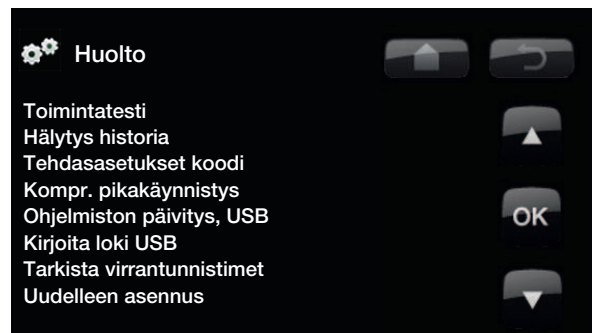 Huolto
Toimintatesti
Hälytys historia
Tehdasasetukset koodi
Kompr. pikakäynnistys
Ohjelmiston päivitys, USB
OK
Kirjoita loki USB
Tarkista virrantunnistimet
Uudelleen asennus